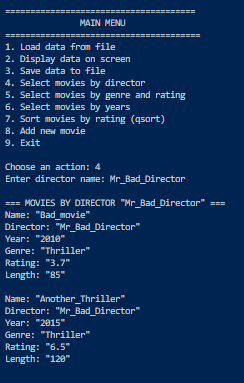 =====================================
MAIN MENU
======================================
1. Load data from file
2. Display data on screen
3. Save data to file
4. Select movies by director
5. Select movies by genre and rating
6. Select movies by years
7. Sort movies by rating (qsort)
8. Add new movie
9. Exit
Choose an action: 4
Enter director name: Mr_Bad_Director
=== MOVIES BY DIRECTOR "Mr_Bad_Director" ===
Name: "Bad_movie"
Director: "Mr_Bad_Director"
Year: "2010"
Genre: "Thriller"
Rating: "3.7"
Length: "85"
Name: "Another_Thriller"
Director: "Mr_Bad_Director"
Year: "2015"
Genre: "Thriller"
Rating: "6.5"
Length: "120"